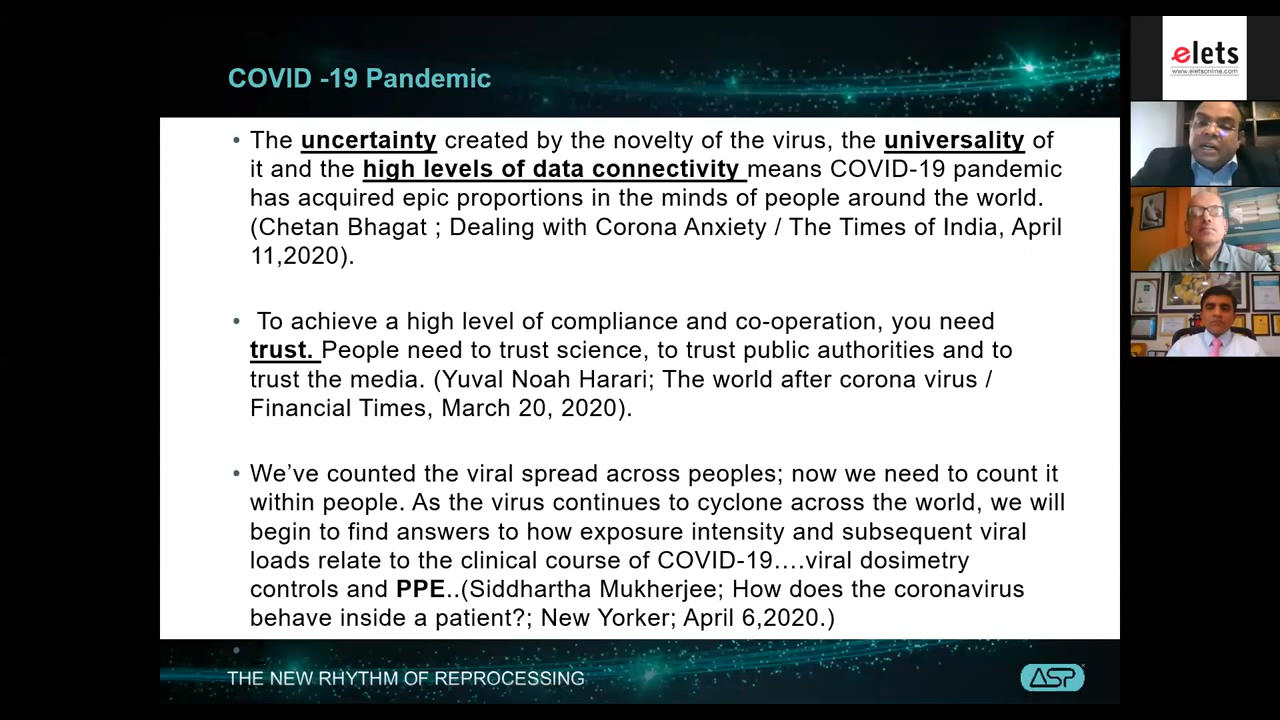 COVID -19 Pandemic
• The uncertainty created by the novelty of the virus, the universality of
it and the high levels of data connectivity means COVID-19 pandemic
has acquired epic proportions in the minds of people around the world.
(Chetan Bhagat ; Dealing with Corona Anxiety / The Times of India, April
11,2020).
• To achieve a high level of compliance and co-operation, you need
trust. People need to trust science, to trust public authorities and to
trust the media. (Yuval Noah Harari; The world after corona virus /
Financial Times, March 20, 2020).
• We’ve counted the viral spread across peoples; now we need to count it
within people. As the virus continues to cyclone across the world, we will
begin to find answers to how exposure intensity and subsequent viral
loads relate to the clinical course of COVID-19….viral dosimetry
controls and PPE..(Siddhartha Mukherjee; How does the coronavirus
behave inside a patient?; New Yorker; April 6,2020.)
•
THE NEW RHYTHM OF REPROCESSING
ASP
elets
www.eletsonline.com